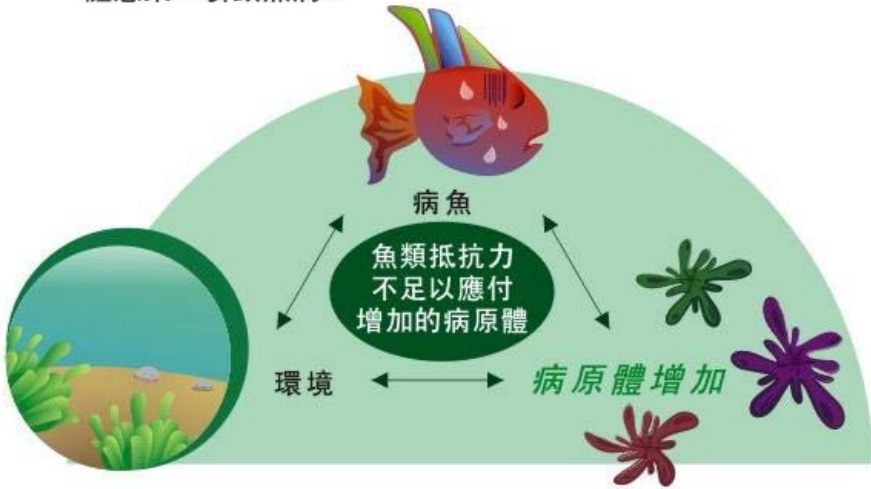 病魚
魚類抵抗力
不足以應付
增加的病原體
環境
病原體增加